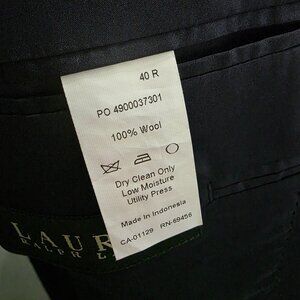 40 R
PO 4900037301
100% Wool
Dry Clean Only
Low Moisture
Utility Press
Made in Indonesia
CA-01129 RN-69456
LAUR
RALPH L